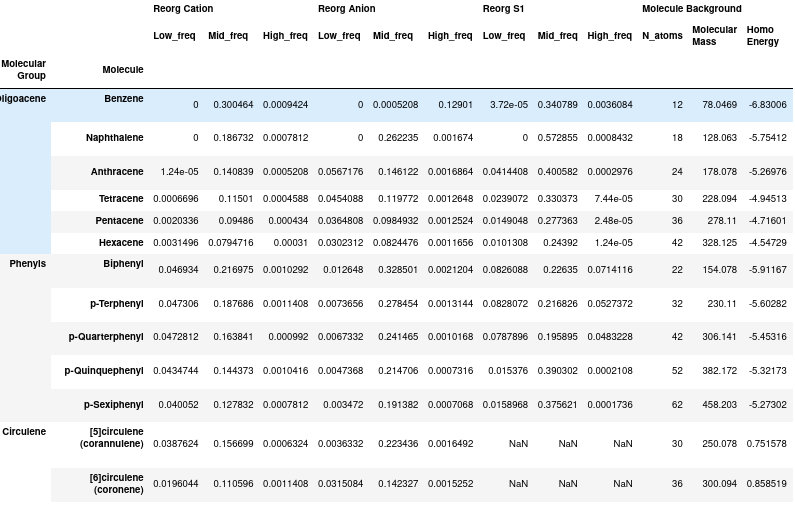 Reorg Cation Reorg Anion Reorg S1 Molecule Background
Low_freq Mid_freq High_freq Low_freq Mid_freq High_freq Low_freq Mid_freq High_freq N_atoms Molecular Mass Homo Energy
Molecular Group Molecule
ligoacene Benzene 0 0.300464 0.0009424 0 0.0005208 0.12901 3.72e-05 0.340789 0.0036084 12 78.0469 -6.83006
Naphthalene 0 0.186732 0.0007812 0 0.262235 0.001674 0 0.572855 0.0008432 18 128.063 -5.75412
Anthracene 1.24e-05 0.140839 0.0005208 0.0567176 0.146122 0.0016864 0.0414408 0.400582 0.0002976 24 178.078 -5.26976
Tetracene 0.0006696 0.11501 0.0004588 0.0454088 0.119772 0.0012648 0.0239072 0.330373 7.44e-05 30 228.094 -4.94513
Pentacene 0.0020336 0.09486 0.000434 0.0364808 0.0984932 0.0012524 0.0149048 0.277363 2.48e-05 36 278.11 -4.71601
Hexacene 0.0031496 0.0794716 0.00031 0.0302312 0.0824476 0.0011656 0.0101308 0.24392 1.24e-05 42 328.125 -4.54729
Phenyls Biphenyl 0.046934 0.216975 0.0010292 0.012648 0.328501 0.0021204 0.0826088 0.22635 0.0714116 22 154.078 -5.91167
p-Terphenyl 0.047306 0.187686 0.0011408 0.0073656 0.278454 0.0013144 0.0828072 0.216826 0.0527372 32 230.11 -5.60282
p-Quarterphenyl 0.0472812 0.163841 0.000992 0.0067332 0.241465 0.0010168 0.0787896 0.195895 0.0483228 42 306.141 -5.45316
p-Quinquephenyl 0.0434744 0.144373 0.0010416 0.0047368 0.214706 0.0007316 0.015376 0.390302 0.0002108 52 382.172 -5.32173
p-Sexiphenyl 0.040052 0.127832 0.0007812 0.003472 0.191382 0.0007068 0.0158968 0.375621 0.0001736 62 458.203 -5.27302
Circulene [5]circulene (corannulene) 0.0387624 0.156699 0.0006324 0.0036332 0.223436 0.0016492 NaN NaN NaN 30 250.078 0.751578
[6]circulene (coronene) 0.0196044 0.110596 0.0011408 0.0315084 0.142327 0.0015252 NaN NaN NaN 36 300.094 0.858519